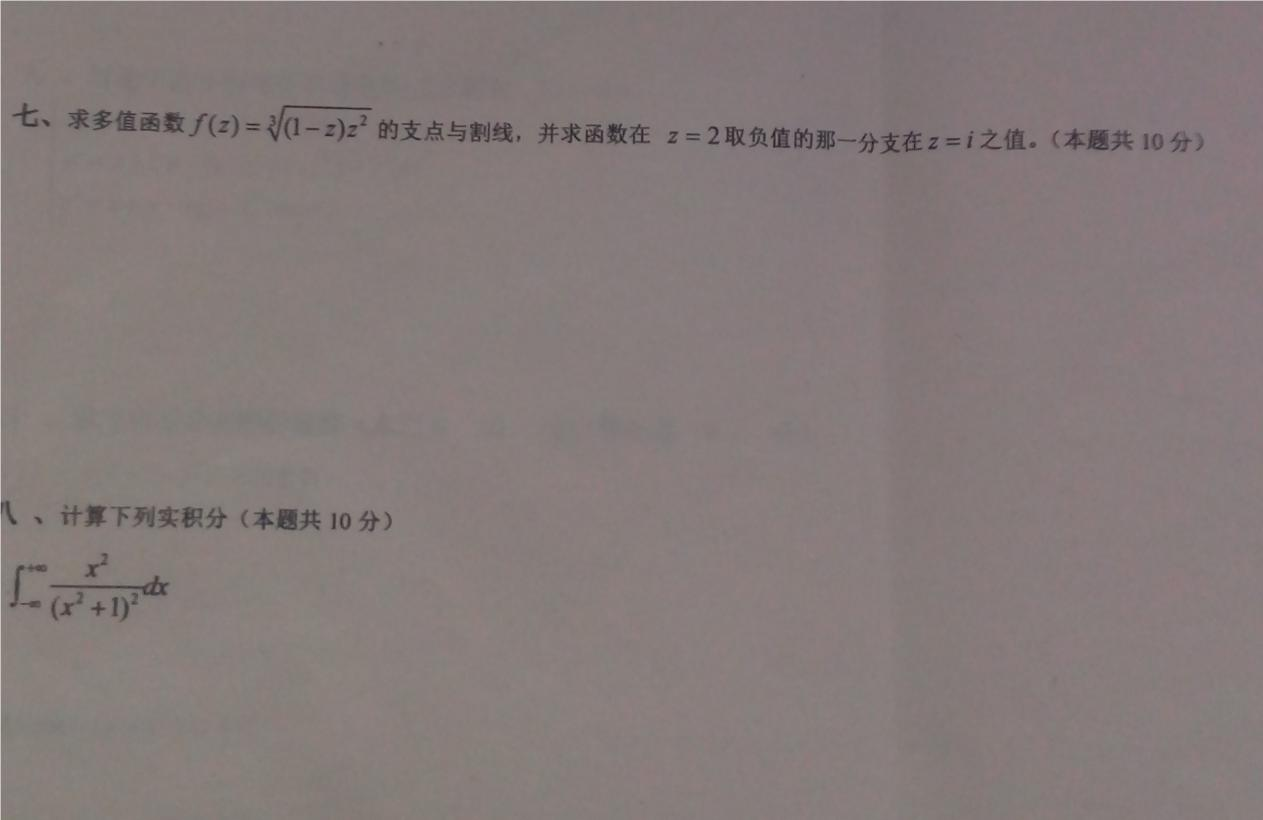 七、求多值函数 f(z) = ∛((1−z)z²) 的支点与割线，并求函数在 z = 2取负值的那一分支在 z = i 之值。（本题共 10 分）
八 、计算下列实积分（本题共 10 分）
∫_{−∞}^{+∞} x²/(x²+1)² dx